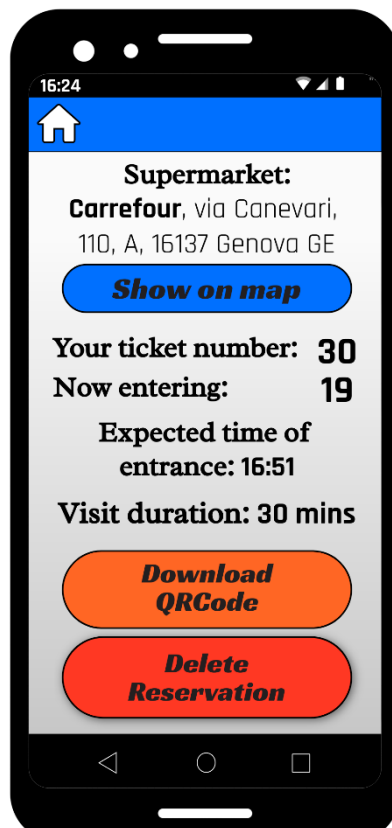 16:24
Supermarket:
Carrefour, via Canevari,
110, A, 16137 Genova GE
Show on map
Your ticket number: 30
Now entering: 19
Expected time of
entrance: 16:51
Visit duration: 30 mins
Download
QRCode
Delete
Reservation